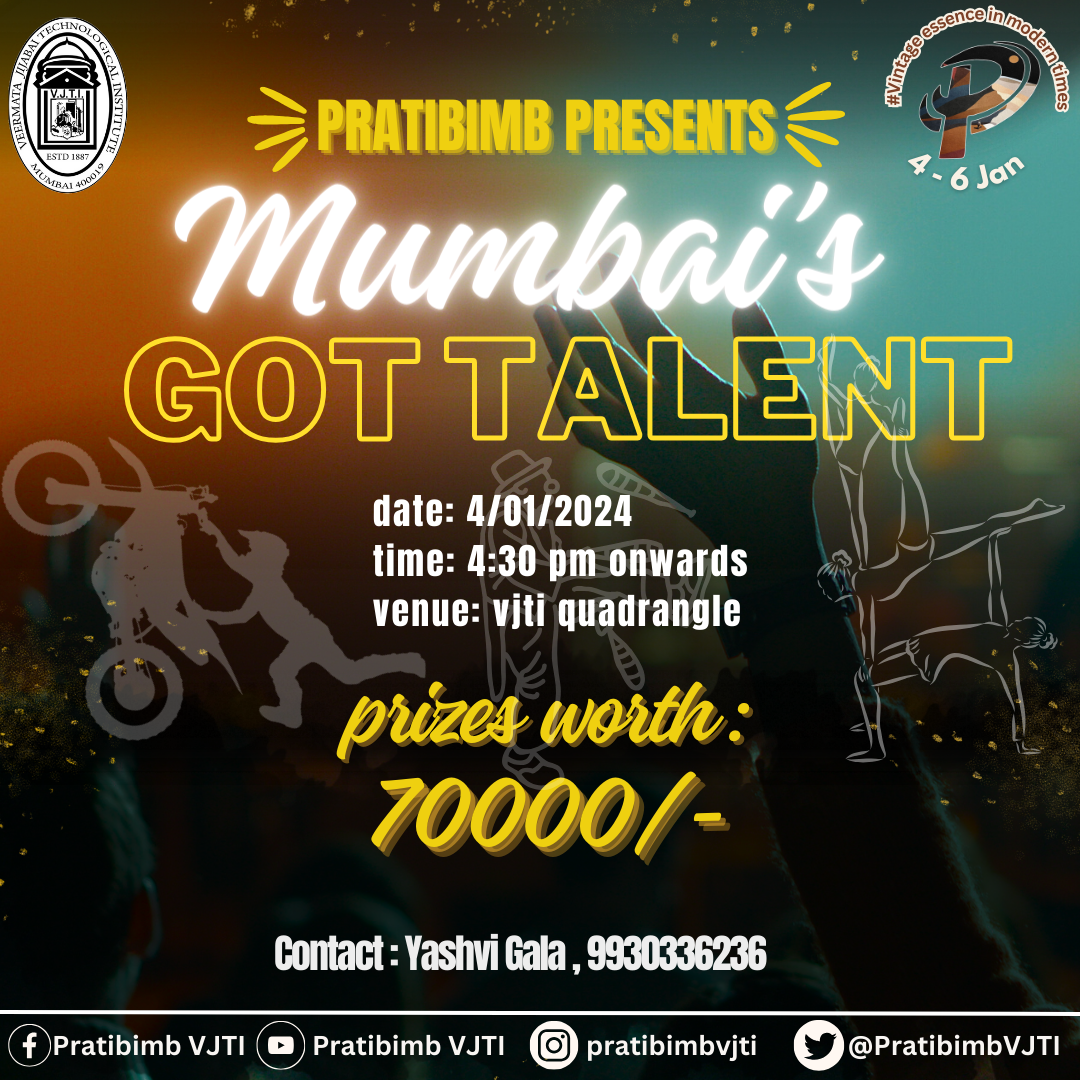 VEERMATA JIJABAI TECHNOLOGICAL INSTITUTE
V.J.T.I.
ESTD 1887
MUMBAI 400019
#Vintage essence in modern times
4 - 6 Jan
PRATIBIMB PRESENTS
Mumbai's
GOT TALENT
date: 4/01/2024
time: 4:30 pm onwards
venue: vjti quadrangle
prizes worth :
70000/-
Contact : Yashvi Gala , 9930336236
Pratibimb VJTI Pratibimb VJTI pratibimbvjti @PratibimbVJTI